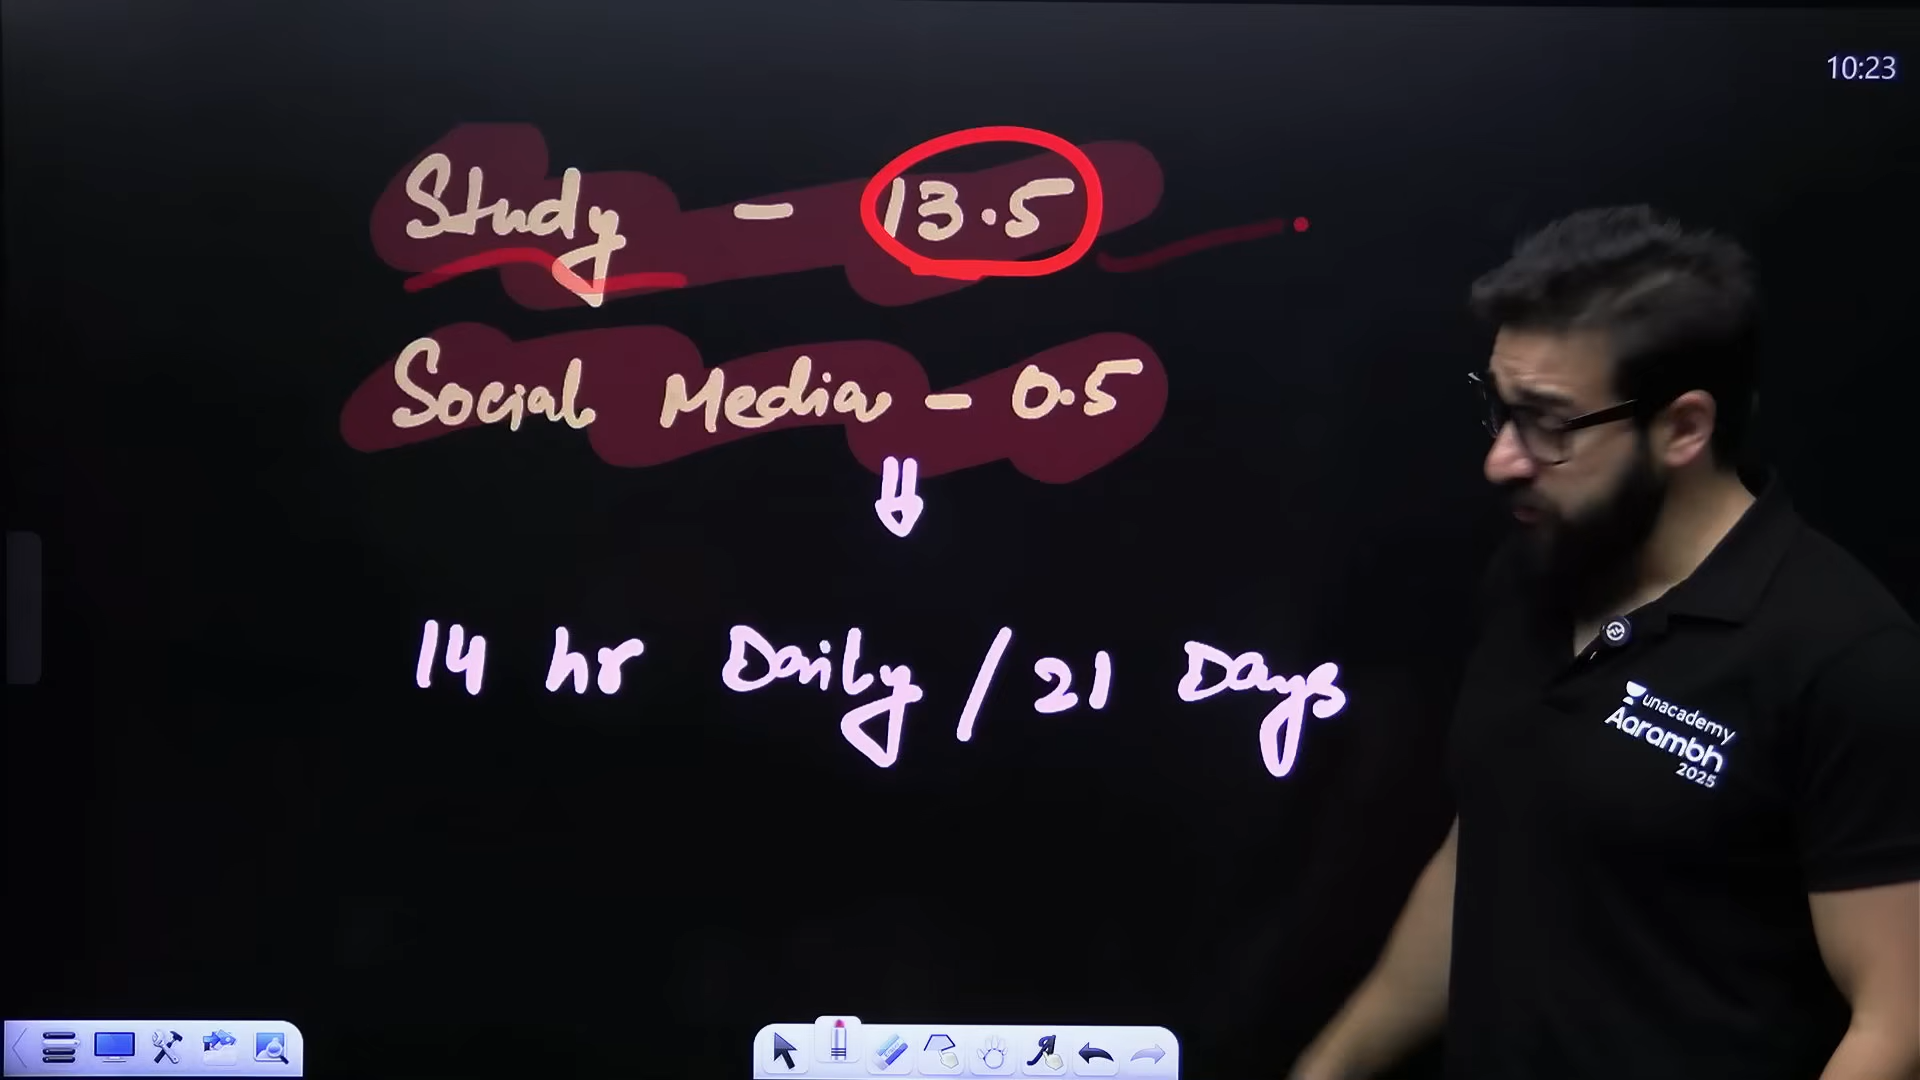 10:23
Study - 13.5
Social Media - 0.5
14 hr Daily / 21 Days
unacademy
Aarambh
2025